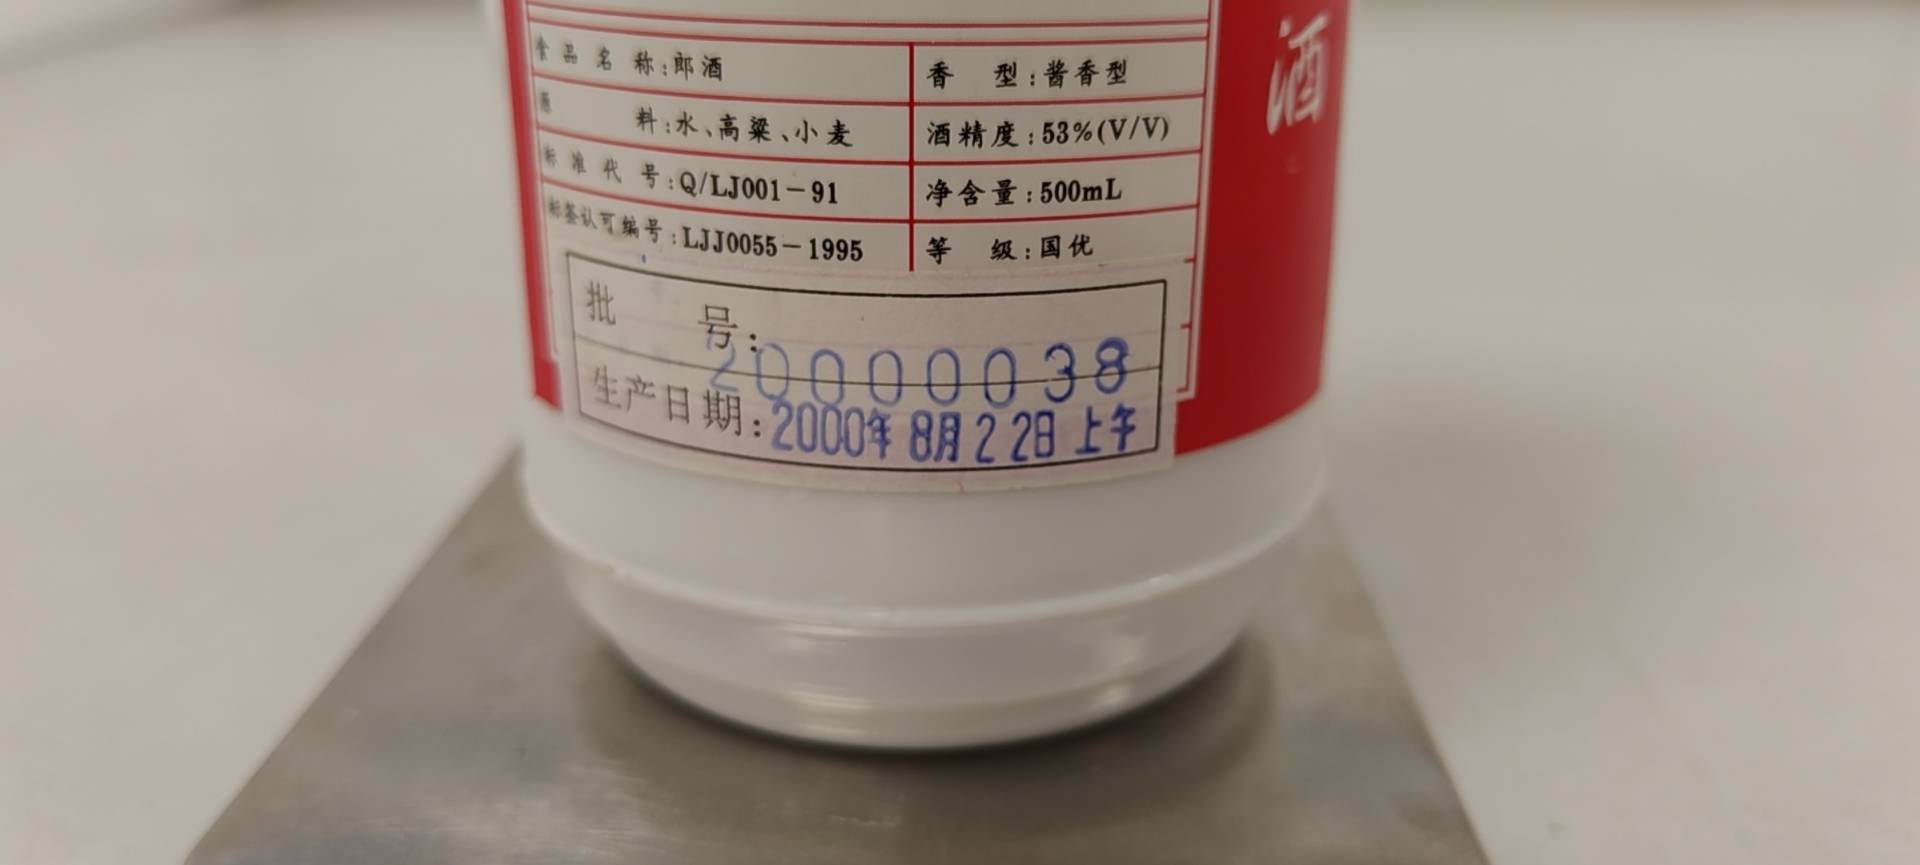 食品名称:郎酒 香 型:酱香型
原 料:水、高粱、小麦 酒精度:53%(V/V)
标准代号:Q/LJ001-91 净含量:500mL
标签认可编号:LJJ0055-1995 等 级:国优
批 号:20000038
生产日期:2000年8月22日上午
酒